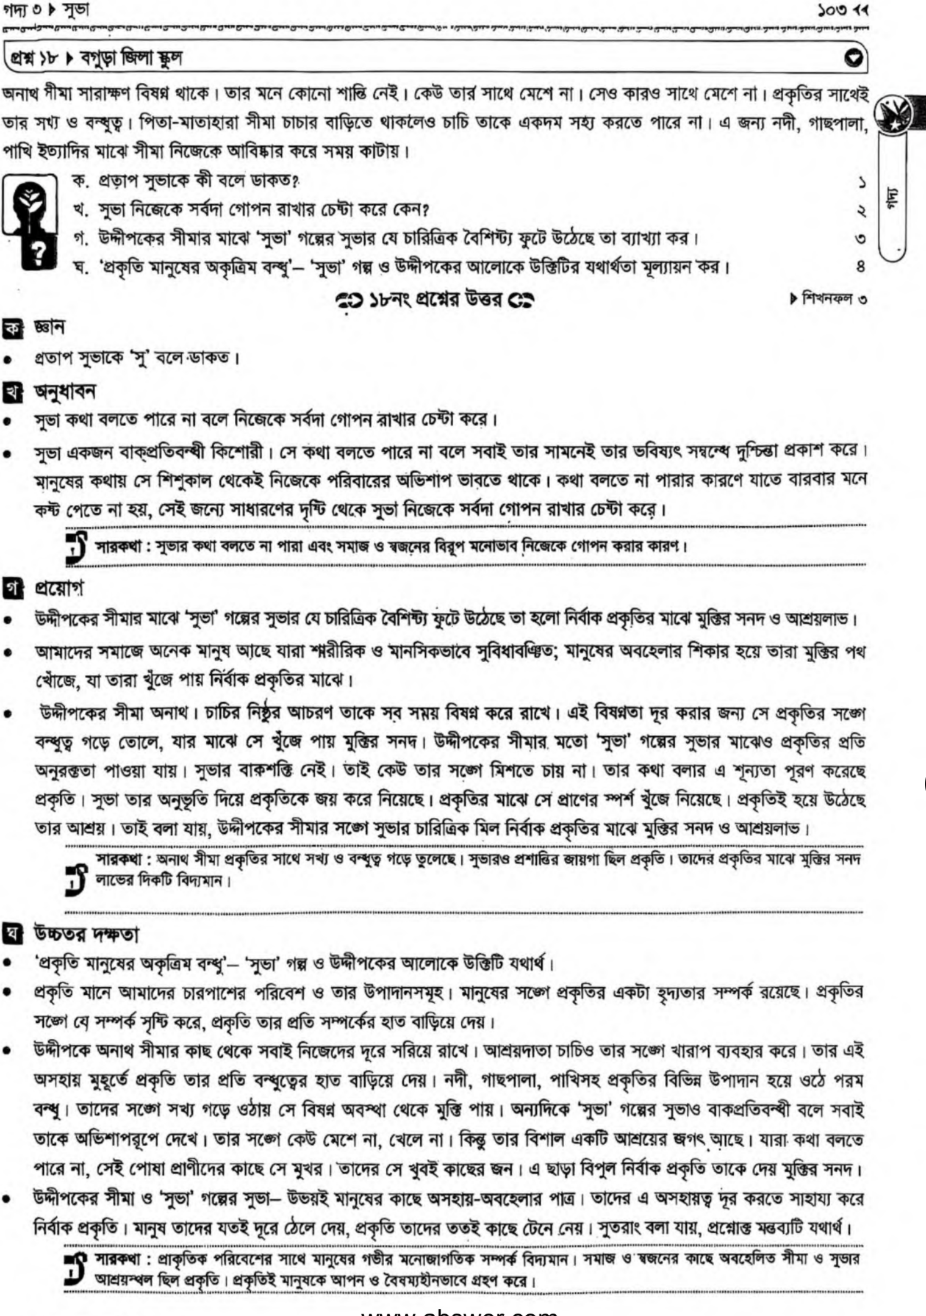 গদ্য ৩ ▶ সুভা ১০৩
প্রশ্ন ১৮ ▶ বগুড়া জিলা স্কুল
অনাথ সীমা সারাক্ষণ বিষণ্ন থাকে। তার মনে কোনো শান্তি নেই। কেউ তার সাথে মেশে না। সেও কারও সাথে মেশে না। প্রকৃতির সাথেই
তার সখ্য ও বন্ধুত্ব। পিতা-মাতাহারা সীমা চাচার বাড়িতে থাকলেও চাচি তাকে একদম সহ্য করতে পারে না। এ জন্য নদী, গাছপালা,
পাখি ইত্যাদির মাঝে সীমা নিজেকে আবিষ্কার করে সময় কাটায়।
গদ্য
ক. প্রতাপ সুভাকে কী বলে ডাকত? ১
খ. সুভা নিজেকে সর্বদা গোপন রাখার চেষ্টা করে কেন? ২
গ. উদ্দীপকের সীমার মাঝে ‘সুভা’ গল্পের সুভার যে চারিত্রিক বৈশিষ্ট্য ফুটে উঠেছে তা ব্যাখ্যা কর। ৩
ঘ. ‘প্রকৃতি মানুষের অকৃত্রিম বন্ধু’– ‘সুভা’ গল্প ও উদ্দীপকের আলোকে উক্তিটির যথার্থতা মূল্যায়ন কর। ৪
১৮নং প্রশ্নের উত্তর ▶ শিখনফল ৩
ক জ্ঞান
• প্রতাপ সুভাকে ‘সু’ বলে ডাকত।
খ অনুধাবন
• সুভা কথা বলতে পারে না বলে নিজেকে সর্বদা গোপন রাখার চেষ্টা করে।
• সুভা একজন বাক্‌প্রতিবন্ধী কিশোরী। সে কথা বলতে পারে না বলে সবাই তার সামনেই তার ভবিষ্যৎ সম্বন্ধে দুশ্চিন্তা প্রকাশ করে।
মানুষের কথায় সে শিশুকাল থেকেই নিজেকে পরিবারের অভিশাপ ভাবতে থাকে। কথা বলতে না পারার কারণে যাতে বারবার মনে
কষ্ট পেতে না হয়, সেই জন্যে সাধারণের দৃষ্টি থেকে সুভা নিজেকে সর্বদা গোপন রাখার চেষ্টা করে।
সারকথা : সুভার কথা বলতে না পারা এবং সমাজ ও স্বজনের বিরূপ মনোভাব নিজেকে গোপন করার কারণ।
গ প্রয়োগ
• উদ্দীপকের সীমার মাঝে ‘সুভা’ গল্পের সুভার যে চারিত্রিক বৈশিষ্ট্য ফুটে উঠেছে তা হলো নির্বাক প্রকৃতির মাঝে মুক্তির সনদ ও আশ্রয়লাভ।
• আমাদের সমাজে অনেক মানুষ আছে যারা শারীরিক ও মানসিকভাবে সুবিধাবঞ্চিত; মানুষের অবহেলার শিকার হয়ে তারা মুক্তির পথ
খোঁজে, যা তারা খুঁজে পায় নির্বাক প্রকৃতির মাঝে।
• উদ্দীপকের সীমা অনাথ। চাচির নিষ্ঠুর আচরণ তাকে সব সময় বিষণ্ন করে রাখে। এই বিষণ্নতা দূর করার জন্য সে প্রকৃতির সঙ্গে
বন্ধুত্ব গড়ে তোলে, যার মাঝে সে খুঁজে পায় মুক্তির সনদ। উদ্দীপকের সীমার মতো ‘সুভা’ গল্পের সুভার মাঝেও প্রকৃতির প্রতি
অনুরক্ততা পাওয়া যায়। সুভার বাকশক্তি নেই। তাই কেউ তার সঙ্গে মিশতে চায় না। তার কথা বলার এ শূন্যতা পূরণ করেছে
প্রকৃতি। সুভা তার অনুভূতি দিয়ে প্রকৃতিকে জয় করে নিয়েছে। প্রকৃতির মাঝে সে প্রাণের স্পর্শ খুঁজে নিয়েছে। প্রকৃতিই হয়ে উঠেছে
তার আশ্রয়। তাই বলা যায়, উদ্দীপকের সীমার সঙ্গে সুভার চারিত্রিক মিল নির্বাক প্রকৃতির মাঝে মুক্তির সনদ ও আশ্রয়লাভ।
সারকথা : অনাথ সীমা প্রকৃতির সাথে সখ্য ও বন্ধুত্ব গড়ে তুলেছে। সুভারও প্রশান্তির জায়গা ছিল প্রকৃতি। তাদের প্রকৃতির মাঝে মুক্তির সনদ
লাভের দিকটি বিদ্যমান।
ঘ উচ্চতর দক্ষতা
• ‘প্রকৃতি মানুষের অকৃত্রিম বন্ধু’– ‘সুভা’ গল্প ও উদ্দীপকের আলোকে উক্তিটি যথার্থ।
• প্রকৃতি মানে আমাদের চারপাশের পরিবেশ ও তার উপাদানসমূহ। মানুষের সঙ্গে প্রকৃতির একটা হৃদ্যতার সম্পর্ক রয়েছে। প্রকৃতির
সঙ্গে যে সম্পর্ক সৃষ্টি করে, প্রকৃতি তার প্রতি সম্পর্কের হাত বাড়িয়ে দেয়।
• উদ্দীপকে অনাথ সীমার কাছ থেকে সবাই নিজেদের দূরে সরিয়ে রাখে। আশ্রয়দাতা চাচিও তার সঙ্গে খারাপ ব্যবহার করে। তার এই
অসহায় মুহূর্তে প্রকৃতি তার প্রতি বন্ধুত্বের হাত বাড়িয়ে দেয়। নদী, গাছপালা, পাখিসহ প্রকৃতির বিভিন্ন উপাদান হয়ে ওঠে পরম
বন্ধু। তাদের সঙ্গে সখ্য গড়ে ওঠায় সে বিষণ্ন অবস্থা থেকে মুক্তি পায়। অন্যদিকে ‘সুভা’ গল্পের সুভাও বাকপ্রতিবন্ধী বলে সবাই
তাকে অভিশাপরূপে দেখে। তার সঙ্গে কেউ মেশে না, খেলে না। কিন্তু তার বিশাল একটি আশ্রয়ের জগৎ আছে। যারা কথা বলতে
পারে না, সেই পোষা প্রাণীদের কাছে সে মুখর। তাদের সে খুবই কাছের জন। এ ছাড়া বিপুল নির্বাক প্রকৃতি তাকে দেয় মুক্তির সনদ।
• উদ্দীপকের সীমা ও ‘সুভা’ গল্পের সুভা– উভয়ই মানুষের কাছে অসহায়-অবহেলার পাত্র। তাদের এ অসহায়ত্ব দূর করতে সাহায্য করে
নির্বাক প্রকৃতি। মানুষ তাদের যতই দূরে ঠেলে দেয়, প্রকৃতি তাদের ততই কাছে টেনে নেয়। সুতরাং বলা যায়, প্রশ্নোক্ত মন্তব্যটি যথার্থ।
সারকথা : প্রাকৃতিক পরিবেশের সাথে মানুষের গভীর মনোজাগতিক সম্পর্ক বিদ্যমান। সমাজ ও স্বজনের কাছে অবহেলিত সীমা ও সুভার
আশ্রয়স্থল ছিল প্রকৃতি। প্রকৃতিই মানুষকে আপন ও বৈষম্যহীনভাবে গ্রহণ করে।